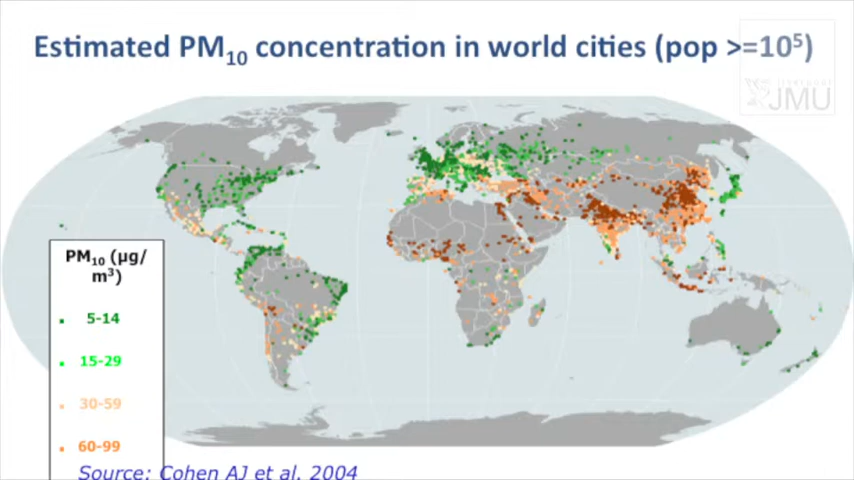 Estimated PM10 concentration in world cities (pop >=10⁵)
JMU
PM10 (µg/
m³)
5-14
15-29
30-59
60-99
Source: Cohen AJ et al. 2004